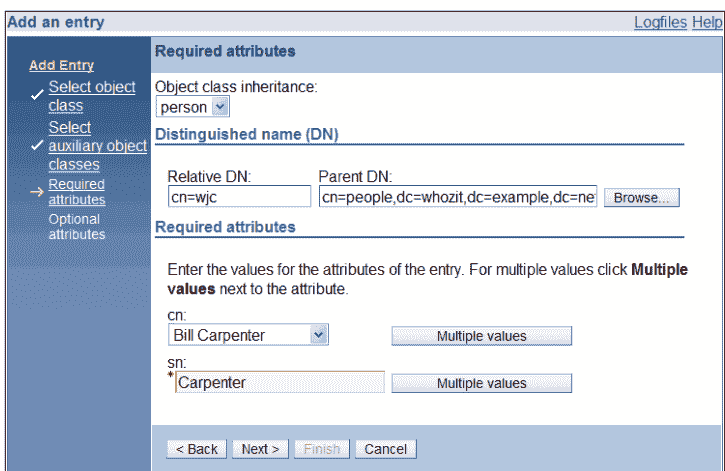 Add an entry
Logfiles Help
Add Entry
Select object
class
Select
auxiliary object
classes
Required
attributes
Optional
attributes
Required attributes
Object class inheritance:
person
Distinguished name (DN)
Relative DN:
Parent DN:
cn=wjc
cn=people,dc=whozit,dc=example,dc=ne
Browse...
Required attributes
Enter the values for the attributes of the entry. For multiple values click Multiple
values next to the attribute.
cn:
Bill Carpenter
Multiple values
sn:
*Carpenter
Multiple values
< Back
Next >
Finish
Cancel